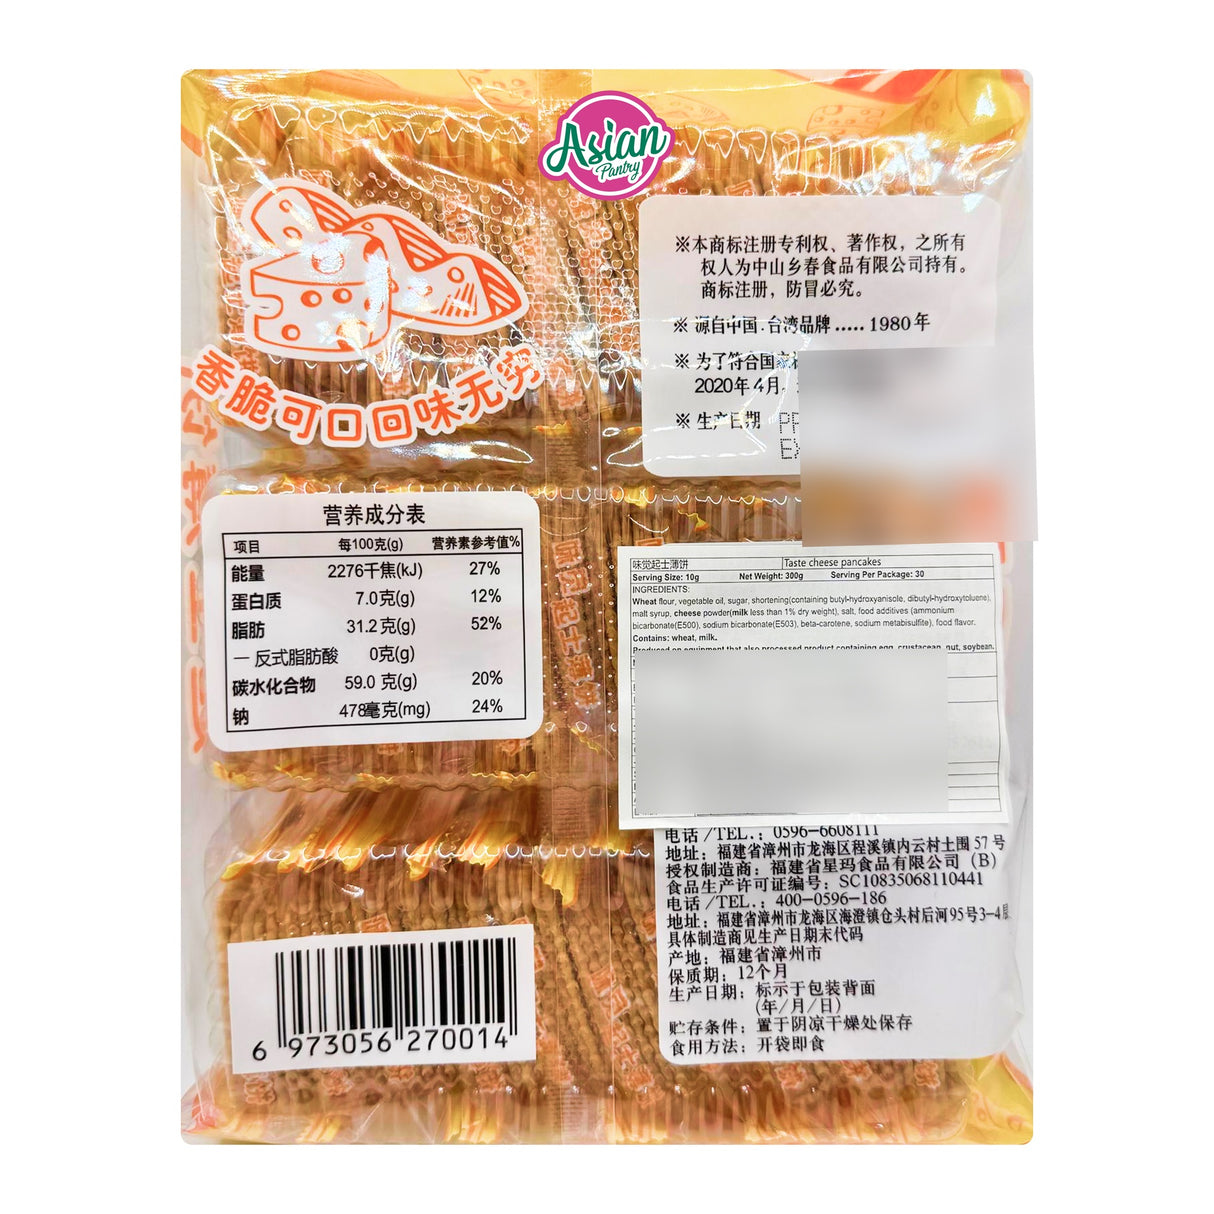 Asian
Pantry
※本商标注册专利权、著作权，之所有
权人为中山乡春食品有限公司持有。
商标注册，防冒必究。
※ 源自中国.台湾品牌.....1980年
※ 为了符合国家
2020年4月
※ 生产日期
香脆可口回味无穷
营养成分表
项目 每100克(g) 营养素参考值%
能量 2276千焦(kJ) 27%
蛋白质 7.0克(g) 12%
脂肪 31.2克(g) 52%
— 反式脂肪酸 0克(g)
碳水化合物 59.0 克(g) 20%
钠 478毫克(mg) 24%
味觉起士薄饼 Taste cheese pancakes
Serving Size: 10g Net Weight: 300g Serving Per Package: 30
INGREDIENTS:
Wheat flour, vegetable oil, sugar, shortening(containing butyl-hydroxyanisole, dibutyl-hydroxytoluene),
malt syrup, cheese powder(milk less than 1% dry weight), salt, food additives (ammonium
bicarbonate(E500), sodium bicarbonate(E503), beta-carotene, sodium metabisulfite), food flavor.
Contains: wheat, milk.
Produced on equipment that also processed product containing egg, crustacean, nut, soybean.
电话/TEL.：0596-6608111
地址：福建省漳州市龙海区程溪镇内云村土围57号
授权制造商：福建省星玛食品有限公司（B）
食品生产许可证编号：SC10835068110441
电话/TEL.：400-0596-186
地址：福建省漳州市龙海区海澄镇仓头村后河95号3-4层
具体制造商见生产日期末代码
产地：福建省漳州市
保质期：12个月
生产日期：标示于包装背面
(年/月/日)
贮存条件：置于阴凉干燥处保存
食用方法：开袋即食
6 973056 270014